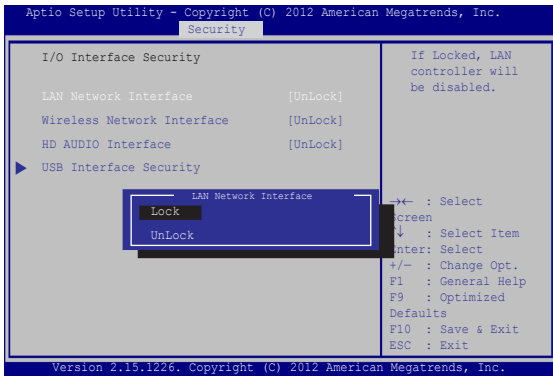 Aptio Setup Utility - Copyright (C) 2012 American Megatrends, Inc.
Security
I/O Interface Security
LAN Network Interface [UnLock]
Wireless Network Interface [UnLock]
HD AUDIO Interface [UnLock]
USB Interface Security
LAN Network Interface
Lock
UnLock
If Locked, LAN
controller will
be disabled.
→← : Select
Screen
↑↓ : Select Item
Enter: Select
+/- : Change Opt.
F1 : General Help
F9 : Optimized
Defaults
F10 : Save & Exit
ESC : Exit
Version 2.15.1226. Copyright (C) 2012 American Megatrends, Inc.